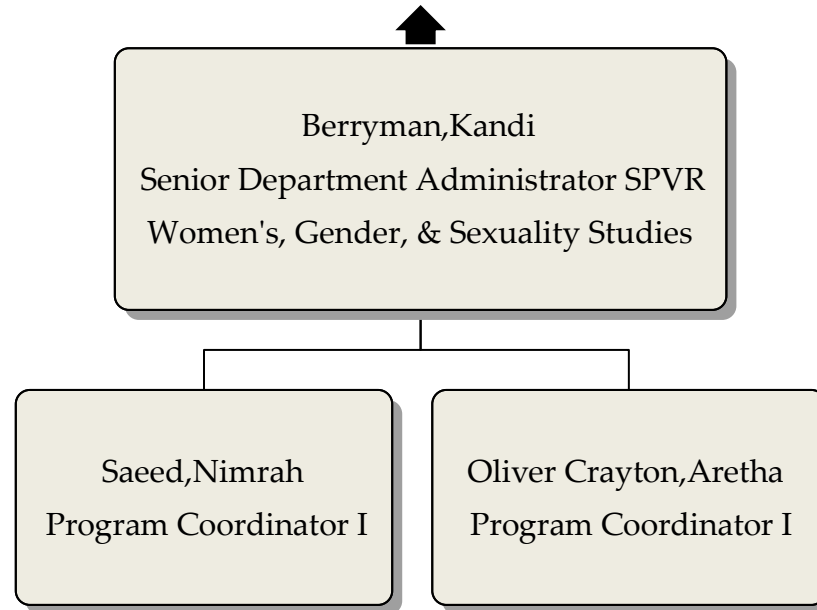 Berryman,Kandi
Senior Department Administrator SPVR
Women's, Gender, & Sexuality Studies
Saeed,Nimrah
Program Coordinator I
Oliver Crayton,Aretha
Program Coordinator I